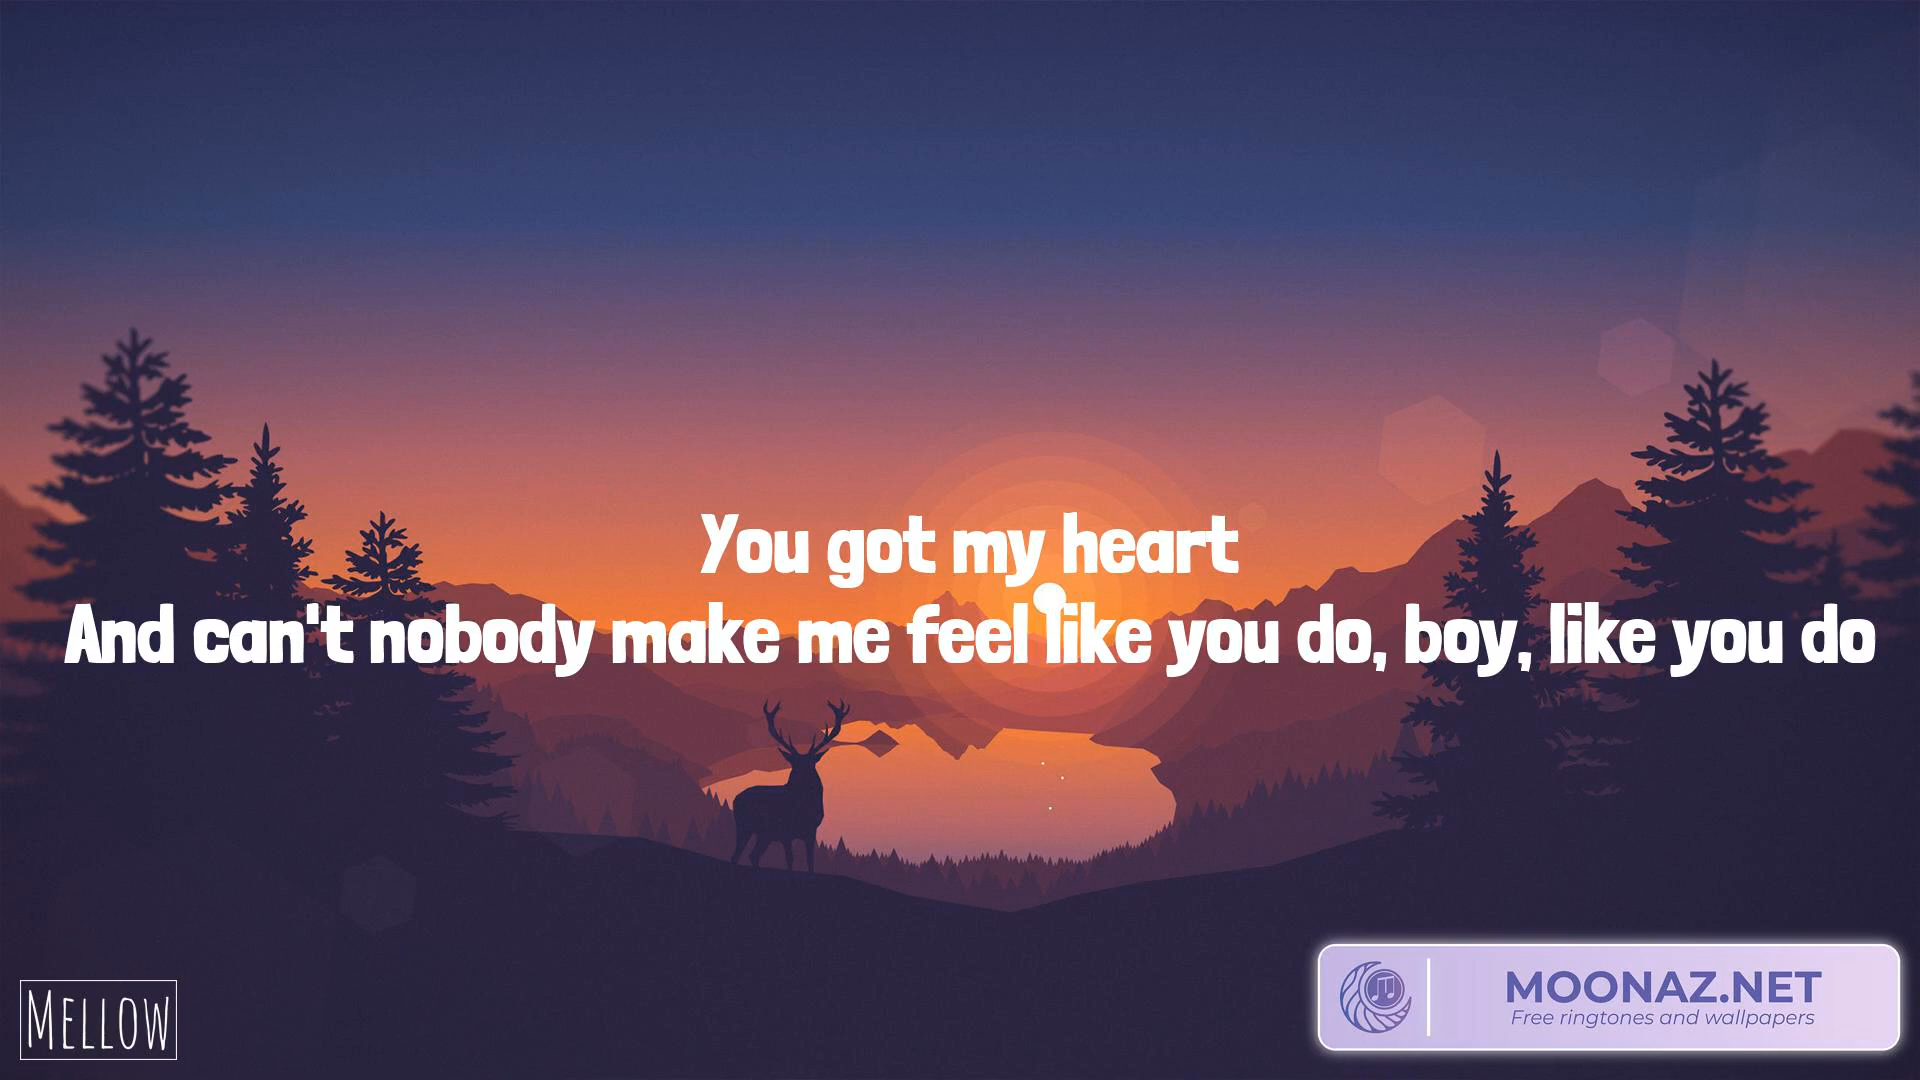 You got my heart
And can't nobody make me feel like you do, boy, like you do
MELLOW
MOONAZ.NET
Free ringtones and wallpapers